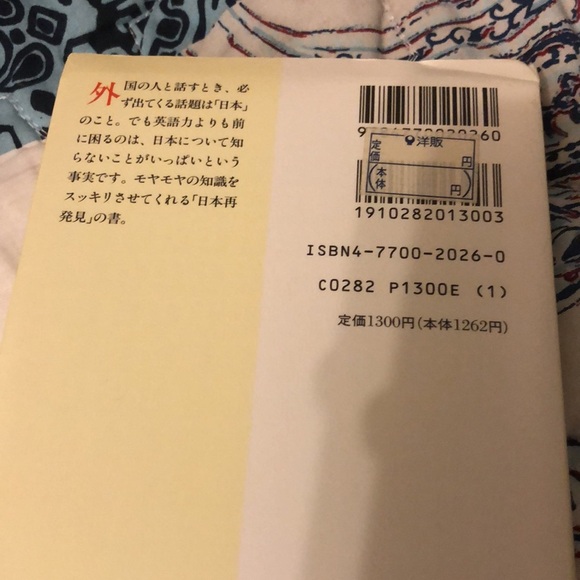 外国の人と話すとき、必
ず出てくる話題は「日本」
のこと。でも英語力よりも前
に困るのは、日本について知
らないことがいっぱいという
事実です。モヤモヤの知識を
スッキリさせてくれる「日本再
発見」の書。
洋販
定価 円
(本体 円)
1910282013003
ISBN4-7700-2026-0
C0282 P1300E (1)
定価1300円(本体1262円)